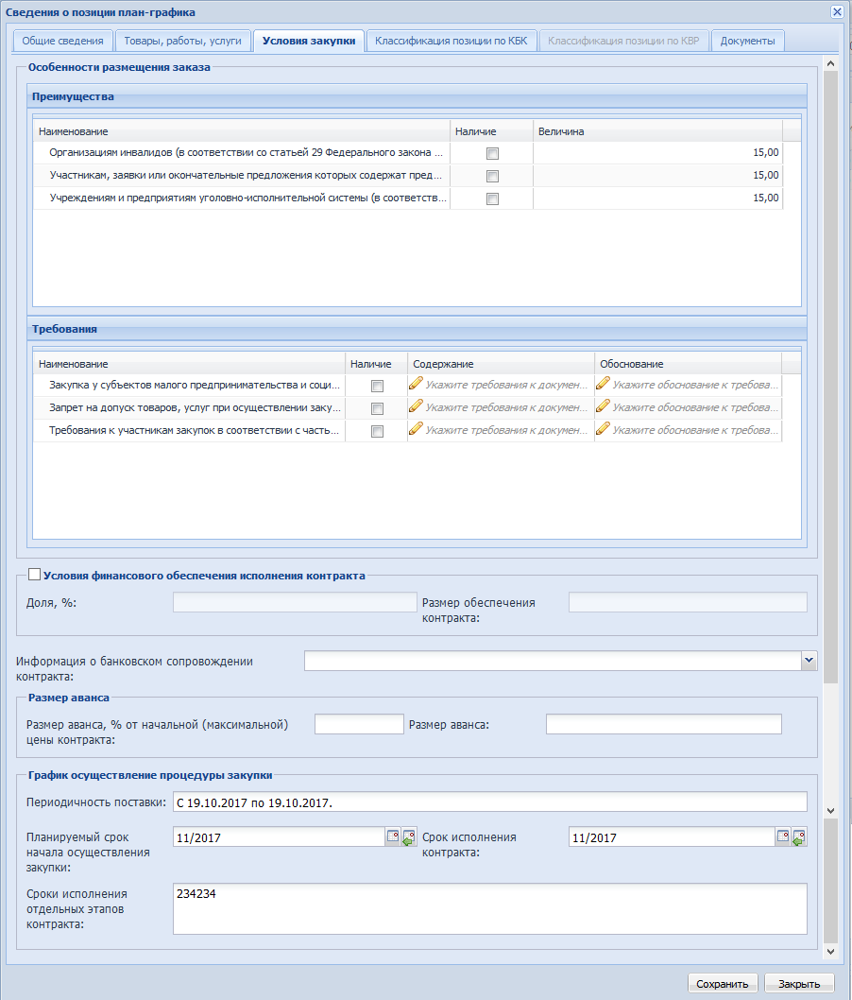 Сведения о позиции план-графика
Общие сведения Товары, работы, услуги Условия закупки Классификация позиции по КБК Классификация позиции по КВР Документы
Особенности размещения заказа
Преимущества
Наименование Наличие Величина
Организациям инвалидов (в соответствии со статьей 29 Федерального закона ... 15,00
Участникам, заявки или окончательные предложения которых содержат пред... 15,00
Учреждениям и предприятиям уголовно-исполнительной системы (в соответств... 15,00
Требования
Наименование Наличие Содержание Обоснование
Закупка у субъектов малого предпринимательства и соци... Укажите требования к докумен... Укажите обоснование к требова...
Запрет на допуск товаров, услуг при осуществлении заку... Укажите требования к докумен... Укажите обоснование к требова...
Требования к участникам закупок в соответствии с часть... Укажите требования к докумен... Укажите обоснование к требова...
Условия финансового обеспечения исполнения контракта
Доля, %: Размер обеспечения
контракта:
Информация о банковском сопровождении
контракта:
Размер аванса
Размер аванса, % от начальной (максимальной) Размер аванса:
цены контракта:
График осуществление процедуры закупки
Периодичность поставки: С 19.10.2017 по 19.10.2017.
Планируемый срок 11/2017 Срок исполнения 11/2017
начала осуществления контракта:
закупки:
Сроки исполнения 234234
отдельных этапов
контракта:
Сохранить Закрыть